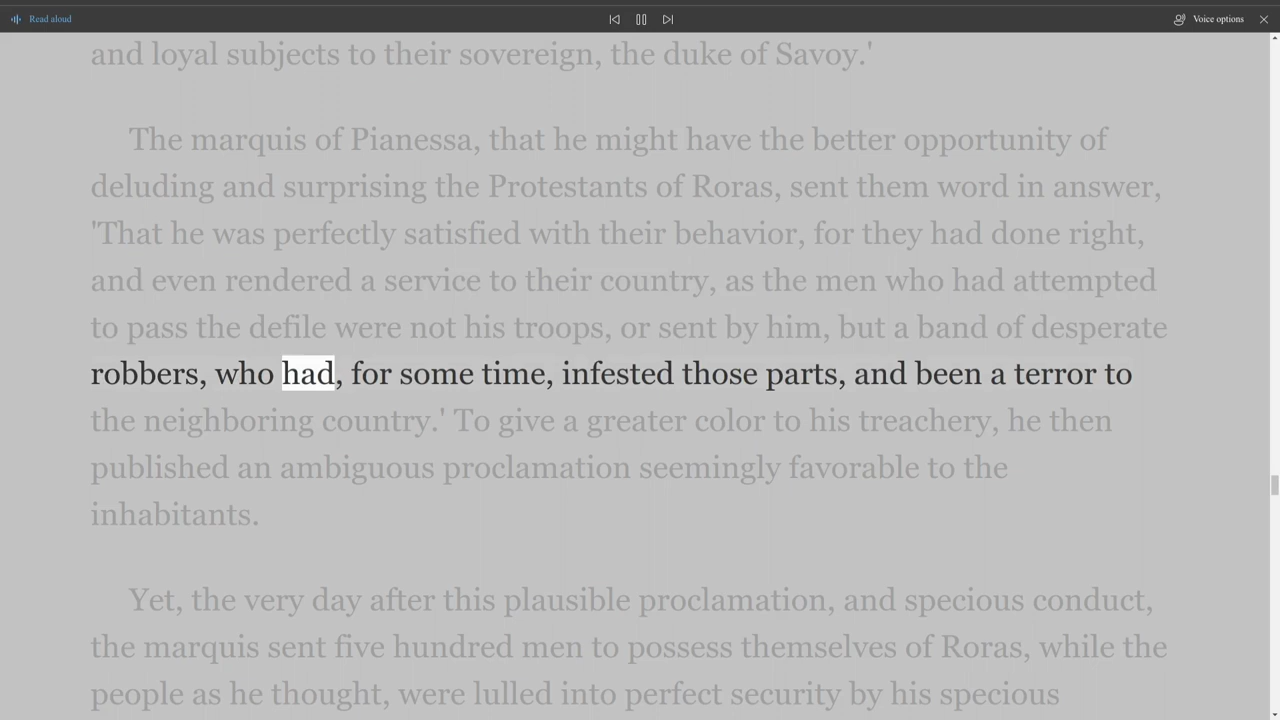 Read aloud
Voice options
and loyal subjects to their sovereign, the duke of Savoy.'
The marquis of Pianessa, that he might have the better opportunity of
deluding and surprising the Protestants of Roras, sent them word in answer,
'That he was perfectly satisfied with their behavior, for they had done right,
and even rendered a service to their country, as the men who had attempted
to pass the defile were not his troops, or sent by him, but a band of desperate
robbers, who had, for some time, infested those parts, and been a terror to
the neighboring country.' To give a greater color to his treachery, he then
published an ambiguous proclamation seemingly favorable to the
inhabitants.
Yet, the very day after this plausible proclamation, and specious conduct,
the marquis sent five hundred men to possess themselves of Roras, while the
people as he thought, were lulled into perfect security by his specious